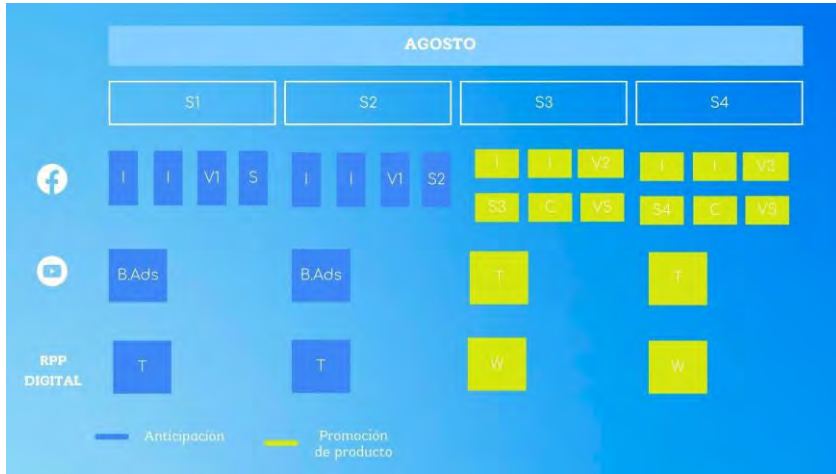 AGOSTO
S1 S2 S3 S4
I I V1 S I I V1 S2 I I V2 I I V3
S3 C VS S4 C VS
B.Ads B.Ads T T
RPP
DIGITAL
T T W W
Anticipación
Promoción
de producto